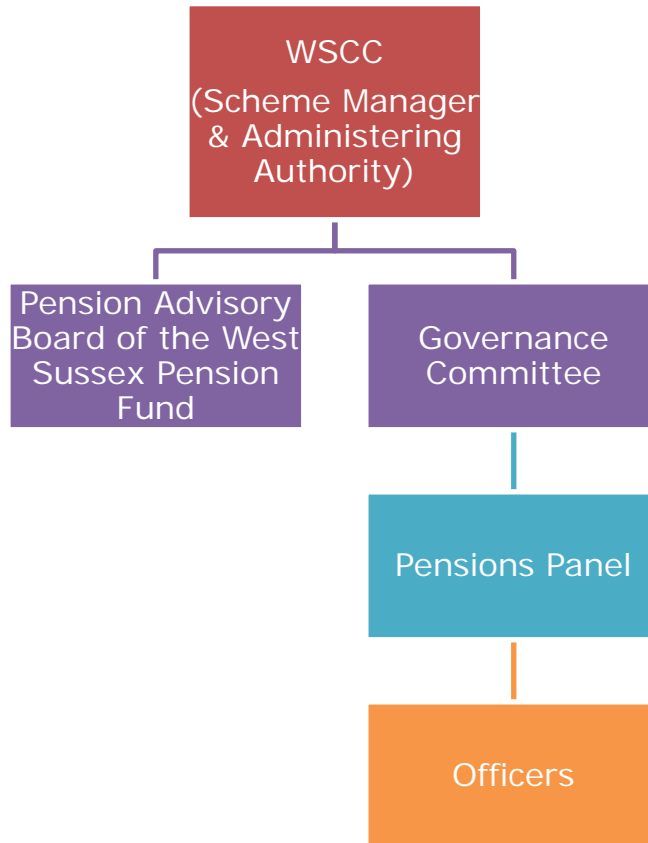 WSCC
(Scheme Manager
& Administering
Authority)
Pension Advisory
Board of the West
Sussex Pension
Fund
Governance
Committee
Pensions Panel
Officers